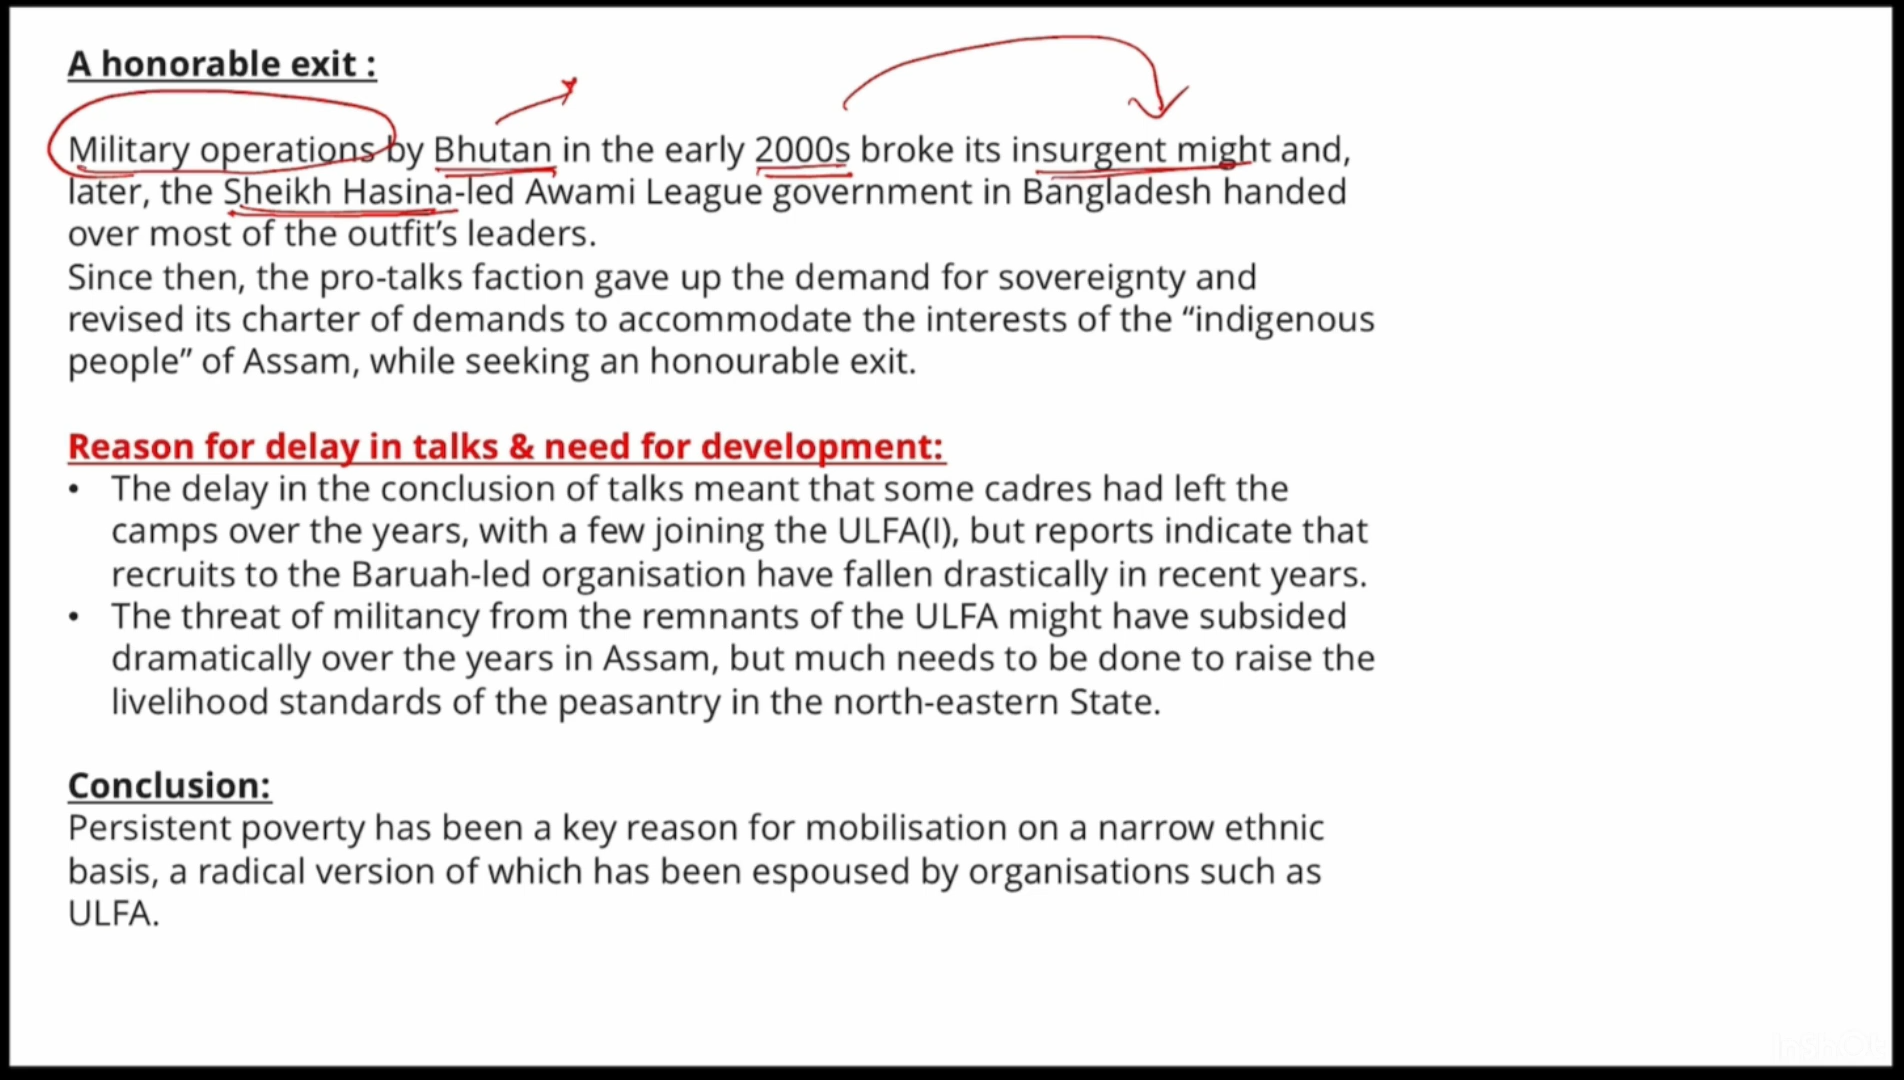 A honorable exit :
Military operations by Bhutan in the early 2000s broke its insurgent might and,
later, the Sheikh Hasina-led Awami League government in Bangladesh handed
over most of the outfit’s leaders.
Since then, the pro-talks faction gave up the demand for sovereignty and
revised its charter of demands to accommodate the interests of the “indigenous
people” of Assam, while seeking an honourable exit.
Reason for delay in talks & need for development:
• The delay in the conclusion of talks meant that some cadres had left the
camps over the years, with a few joining the ULFA(I), but reports indicate that
recruits to the Baruah-led organisation have fallen drastically in recent years.
• The threat of militancy from the remnants of the ULFA might have subsided
dramatically over the years in Assam, but much needs to be done to raise the
livelihood standards of the peasantry in the north-eastern State.
Conclusion:
Persistent poverty has been a key reason for mobilisation on a narrow ethnic
basis, a radical version of which has been espoused by organisations such as
ULFA.